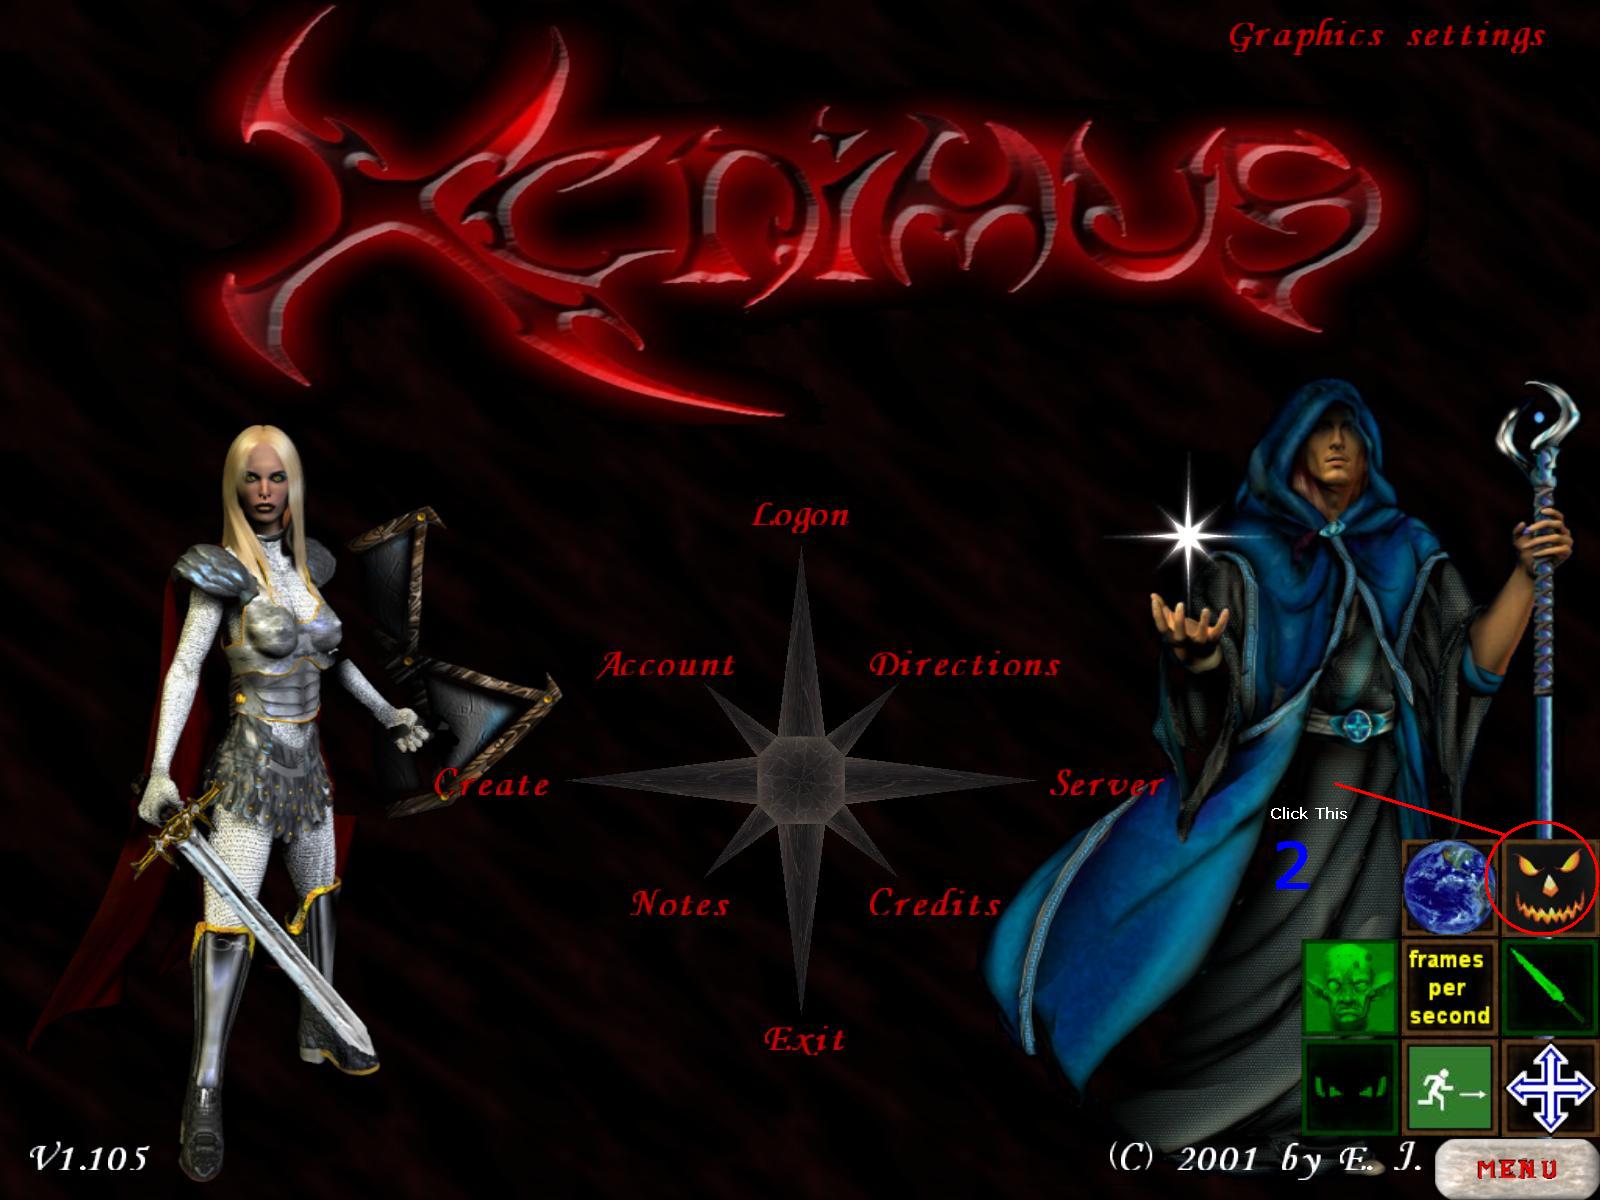 Graphics settings
Xenimus
Logon
Account
Directions
Create
Server
Click This
2
Notes
Credits
frames
per
second
Exit
V1.105
(C) 2001 by E. J.
MENU